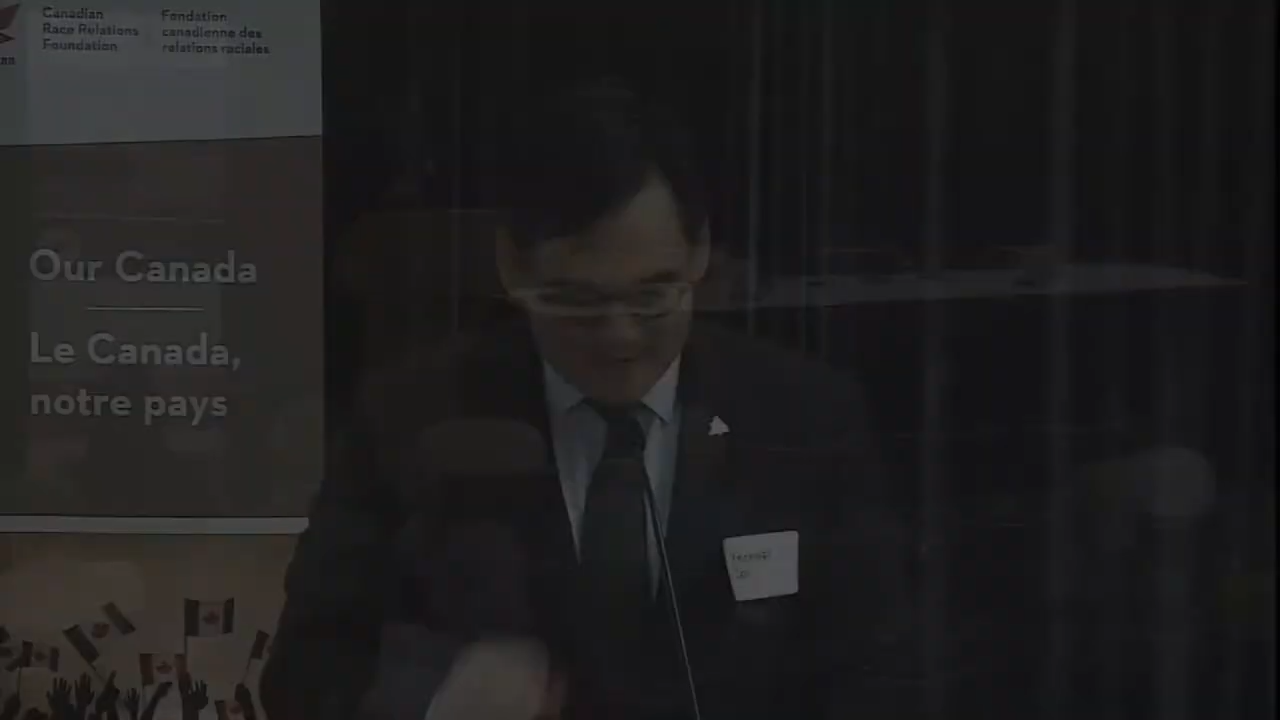 Canadian
Race Relations
Foundation
Fondation
canadienne des
relations raciales
Our Canada
Le Canada,
notre pays